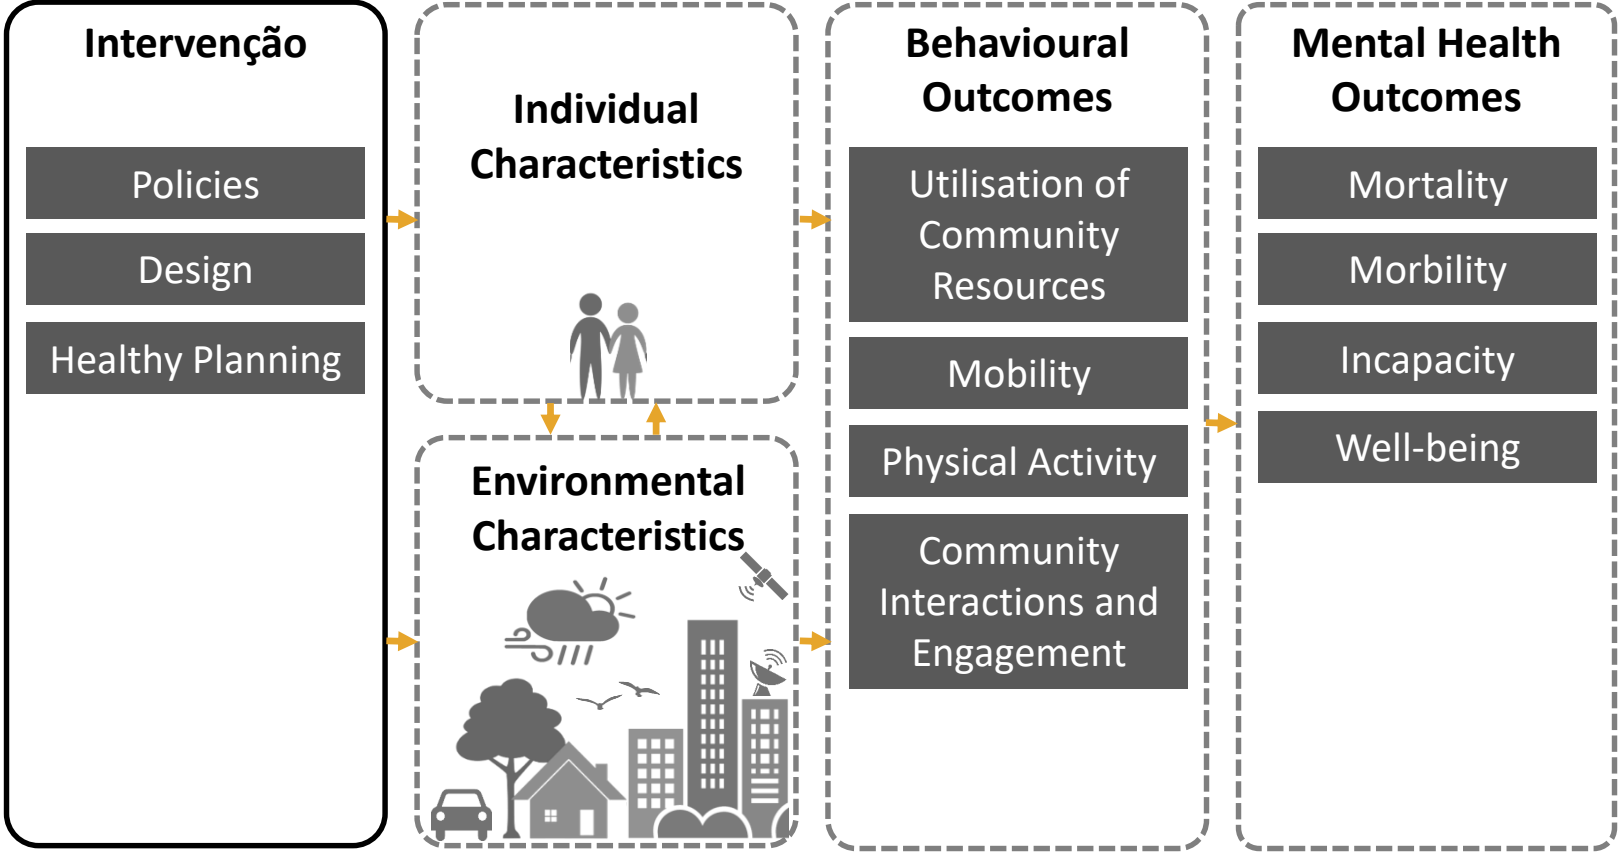 Intervenção
Policies
Design
Healthy Planning
Individual
Characteristics
Environmental
Characteristics
Behavioural
Outcomes
Utilisation of
Community
Resources
Mobility
Physical Activity
Community
Interactions and
Engagement
Mental Health
Outcomes
Mortality
Morbility
Incapacity
Well-being